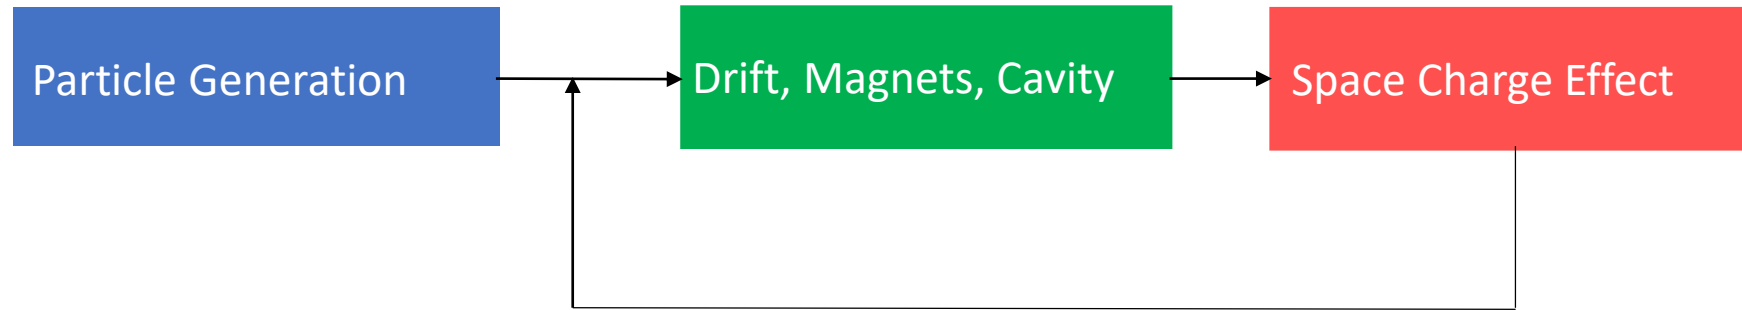 Particle Generation
Drift, Magnets, Cavity
Space Charge Effect